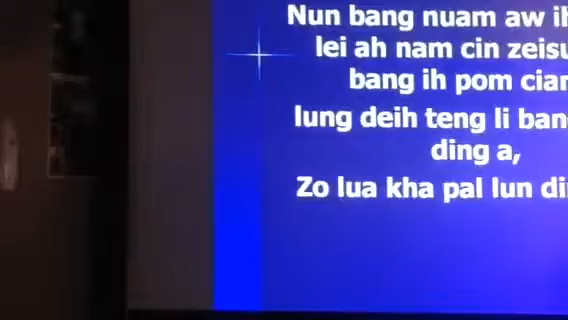 Nun bang nuam aw
lei ah nam cin
bang ih pom
lung deih teng li
ding a,
Zo lua kha pal lun